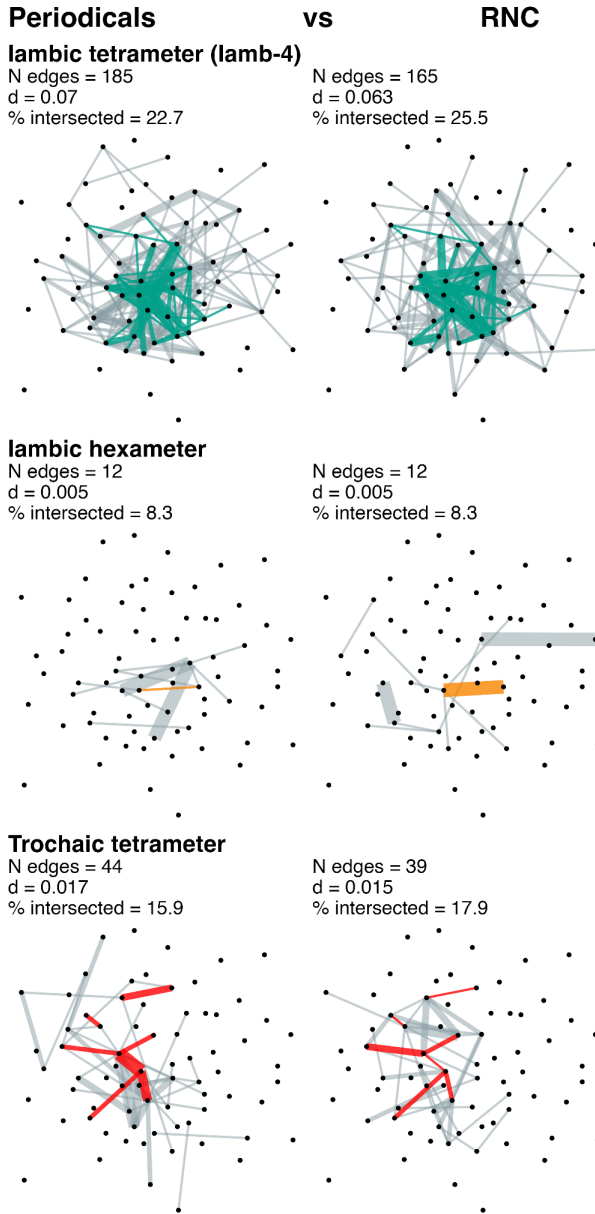 Periodicals vs RNC
Iambic tetrameter (Iamb-4)
N edges = 185
d = 0.07
% intersected = 22.7
N edges = 165
d = 0.063
% intersected = 25.5
Iambic hexameter
N edges = 12
d = 0.005
% intersected = 8.3
N edges = 12
d = 0.005
% intersected = 8.3
Trochaic tetrameter
N edges = 44
d = 0.017
% intersected = 15.9
N edges = 39
d = 0.015
% intersected = 17.9